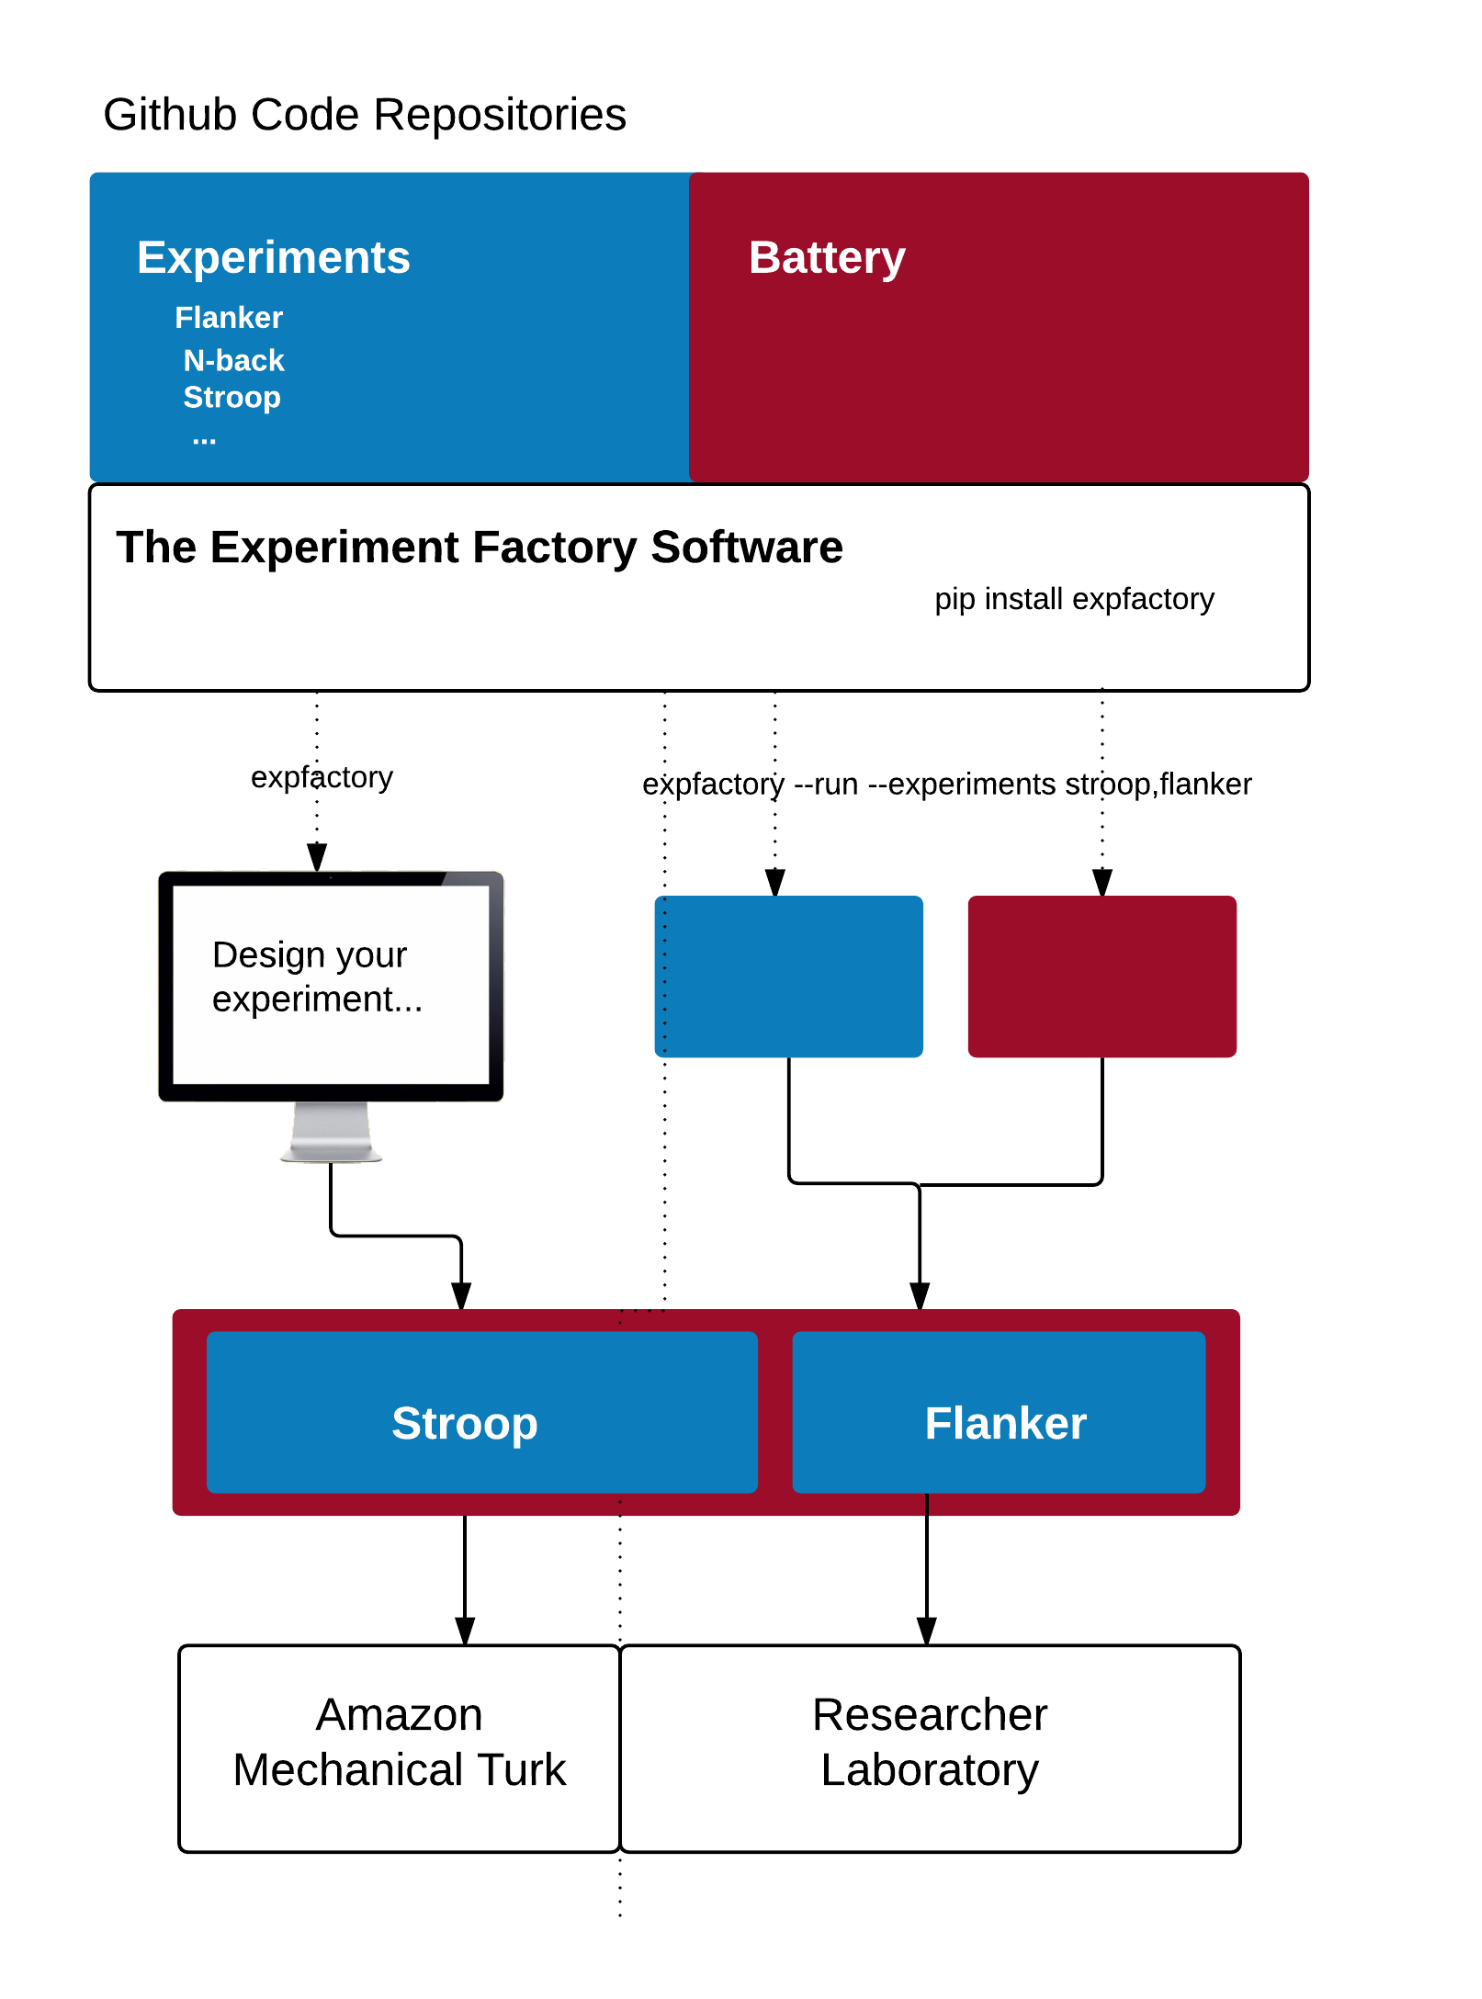 Github Code Repositories
Experiments
Flanker
N-back
Stroop
...
Battery
The Experiment Factory Software
pip install expfactory
expfactory
expfactory --run --experiments stroop,flanker
Design your
experiment...
Stroop
Flanker
Amazon
Mechanical Turk
Researcher
Laboratory